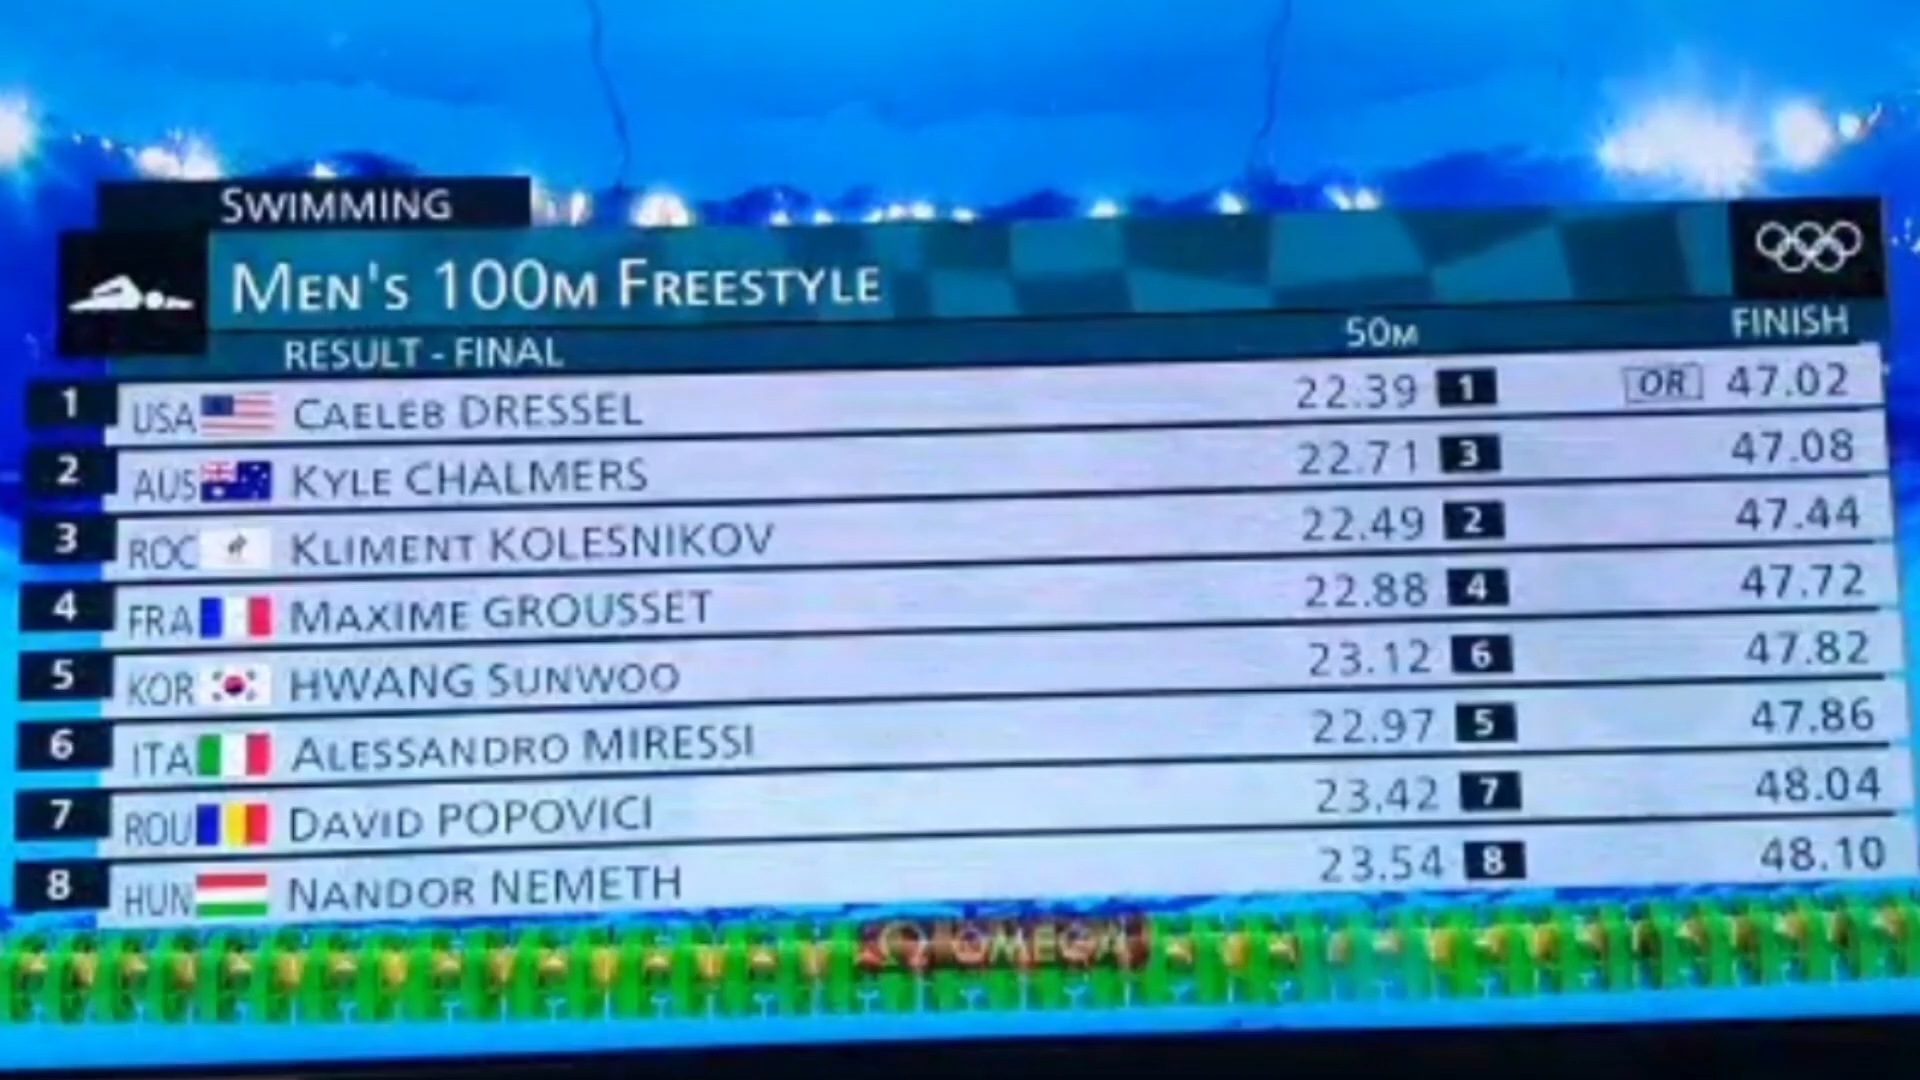 SWIMMING
MEN'S 100M FREESTYLE
RESULT - FINAL 50M FINISH
1 USA CAELEB DRESSEL 22.39 1 OR 47.02
2 AUS KYLE CHALMERS 22.71 3 47.08
3 ROC KLIMENT KOLESNIKOV 22.49 2 47.44
4 FRA MAXIME GROUSSET 22.88 4 47.72
5 KOR HWANG SUNWOO 23.12 6 47.82
6 ITA ALESSANDRO MIRESSI 22.97 5 47.86
7 ROU DAVID POPOVICI 23.42 7 48.04
8 HUN NANDOR NEMETH 23.54 8 48.10
Ω OMEGA